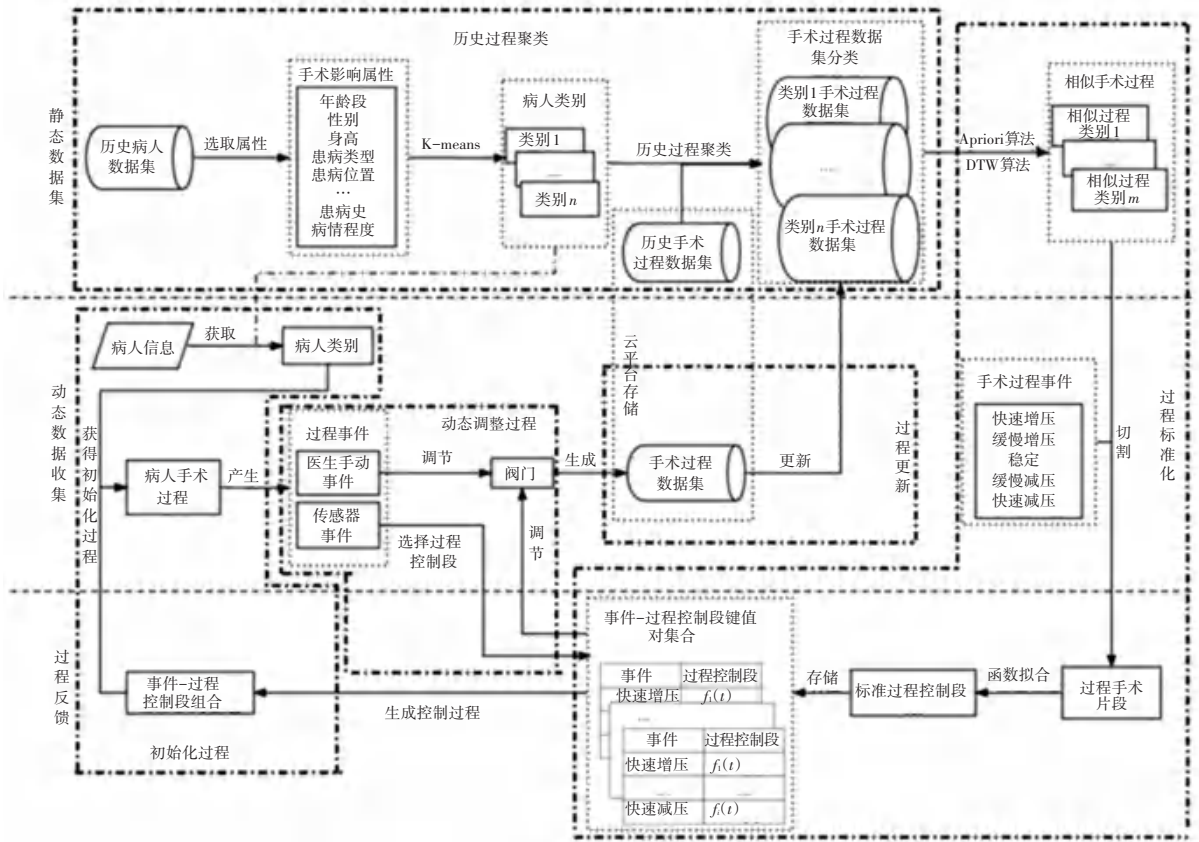 历史过程聚类
手术过程数据
集分类
手术影响属性
年龄段
性别
身高
患病类型
患病位置
…
患病史
病情程度
静态数据集
历史病人
数据集
选取属性
K-means
病人类别
类别1
......
类别n
历史过程聚类
历史手术
过程数据集
类别1手术过程
数据集
......
类别n手术过程
数据集
Apriori算法
DTW算法
相似手术过程
相似过程
类别1
......
相似过程
类别m
病人信息
获取
病人类别
动态数据收集
获得初始化过程
病人手术
过程
产生
过程事件
医生手动
事件
传感器
事件
动态调整过程
调节
阀门
生成
调节
选择过程
控制段
云平台存储
手术过程
数据集
更新
过程更新
手术过程事件
快速增压
缓慢增压
稳定
缓慢减压
快速减压
切割
过程标准化
过程反馈
事件-过程
控制段组合
初始化过程
生成控制过程
事件-过程控制段键值
对集合
事件 过程控制段
快速增压 f₁(t)
....
事件 过程控制段
快速增压 f₁(t)
..... .....
快速减压 fᵢ(t)
存储
标准过程控制段
函数拟合
过程手术
片段